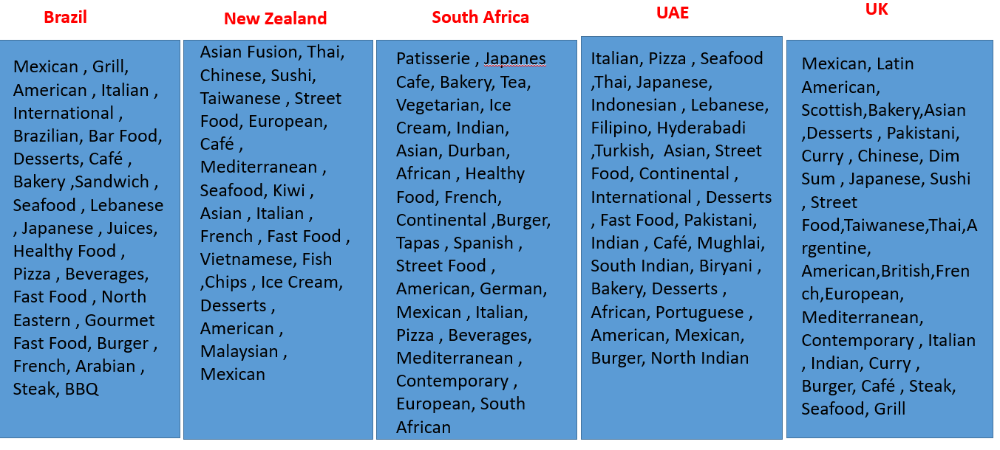 Brazil
Mexican , Grill,
American , Italian ,
International ,
Brazilian, Bar Food,
Desserts, Café ,
Bakery ,Sandwich ,
Seafood , Lebanese
, Japanese , Juices,
Healthy Food ,
Pizza , Beverages,
Fast Food , North
Eastern , Gourmet
Fast Food, Burger ,
French, Arabian ,
Steak, BBQ
New Zealand
Asian Fusion, Thai,
Chinese, Sushi,
Taiwanese , Street
Food, European,
Café ,
Mediterranean ,
Seafood, Kiwi ,
Asian , Italian ,
French , Fast Food ,
Vietnamese, Fish
,Chips , Ice Cream,
Desserts ,
American ,
Malaysian ,
Mexican
South Africa
Patisserie , Japanes
Cafe, Bakery, Tea,
Vegetarian, Ice
Cream, Indian,
Asian, Durban,
African , Healthy
Food, French,
Continental ,Burger,
Tapas , Spanish ,
Street Food ,
American, German,
Mexican , Italian,
Pizza , Beverages,
Mediterranean ,
Contemporary ,
European, South
African
UAE
Italian, Pizza , Seafood
,Thai, Japanese,
Indonesian , Lebanese,
Filipino, Hyderabadi
,Turkish,  Asian, Street
Food, Continental ,
International , Desserts
, Fast Food, Pakistani,
Indian , Café, Mughlai,
South Indian, Biryani ,
Bakery, Desserts ,
African, Portuguese ,
American, Mexican,
Burger, North Indian
UK
Mexican, Latin
American,
Scottish,Bakery,Asian
,Desserts , Pakistani,
Curry , Chinese, Dim
Sum , Japanese, Sushi
, Street
Food,Taiwanese,Thai,A
rgentine,
American,British,Fren
ch,European,
Mediterranean,
Contemporary , Italian
, Indian, Curry ,
Burger, Café , Steak,
Seafood, Grill